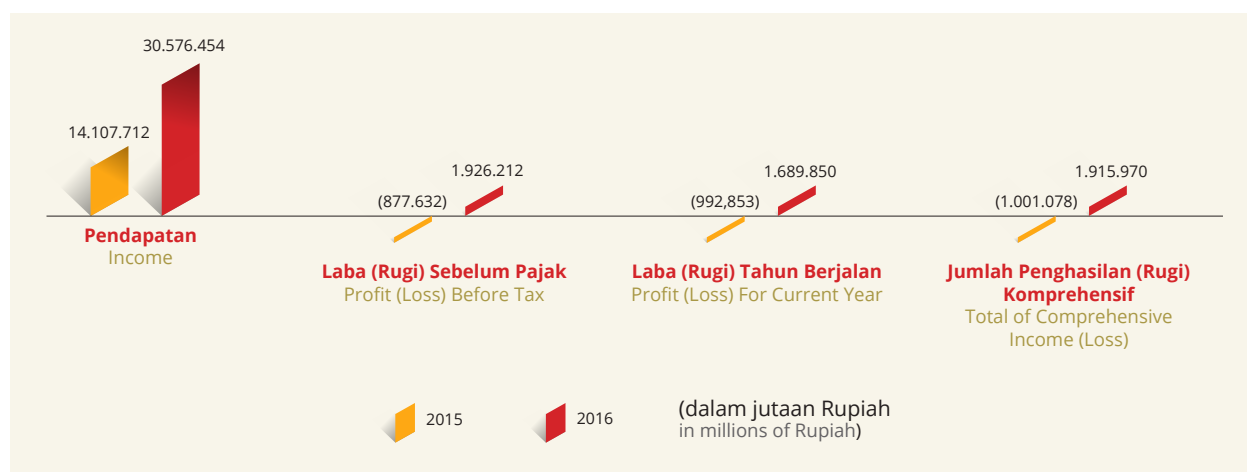 30.576.454
14.107.712
Pendapatan
Income
(877.632)
1.926.212
Laba (Rugi) Sebelum Pajak
Profit (Loss) Before Tax
(992,853)
1.689.850
Laba (Rugi) Tahun Berjalan
Profit (Loss) For Current Year
(1.001.078)
1.915.970
Jumlah Penghasilan (Rugi)
Komprehensif
Total of Comprehensive
Income (Loss)
2015
2016
(dalam jutaan Rupiah
in millions of Rupiah)